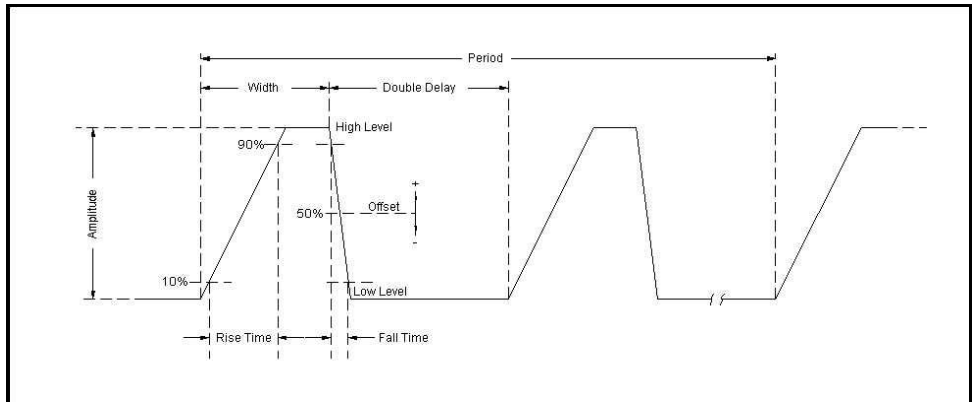 Period
Width
Double Delay
High Level
90%
Amplitude
+
50%
Offset
-
10%
Low Level
Rise Time
Fall Time